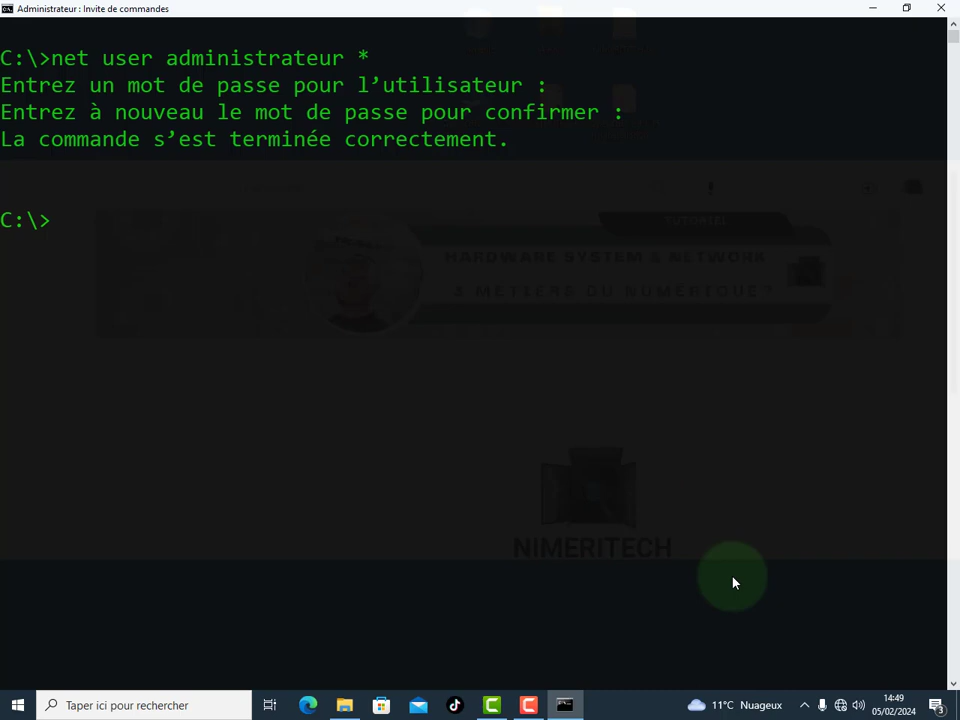 Administrateur : Invite de commandes
C:\>net user administrateur *
Entrez un mot de passe pour l’utilisateur :
Entrez à nouveau le mot de passe pour confirmer :
La commande s’est terminée correctement.
C:\>
TUTORIEL
HARDWARE SYSTEM & NETWORK
3 METIERS DU NUMERIQUE ?
NIMERITECH
Taper ici pour rechercher
11°C Nuageux
14:49
05/02/2024
3